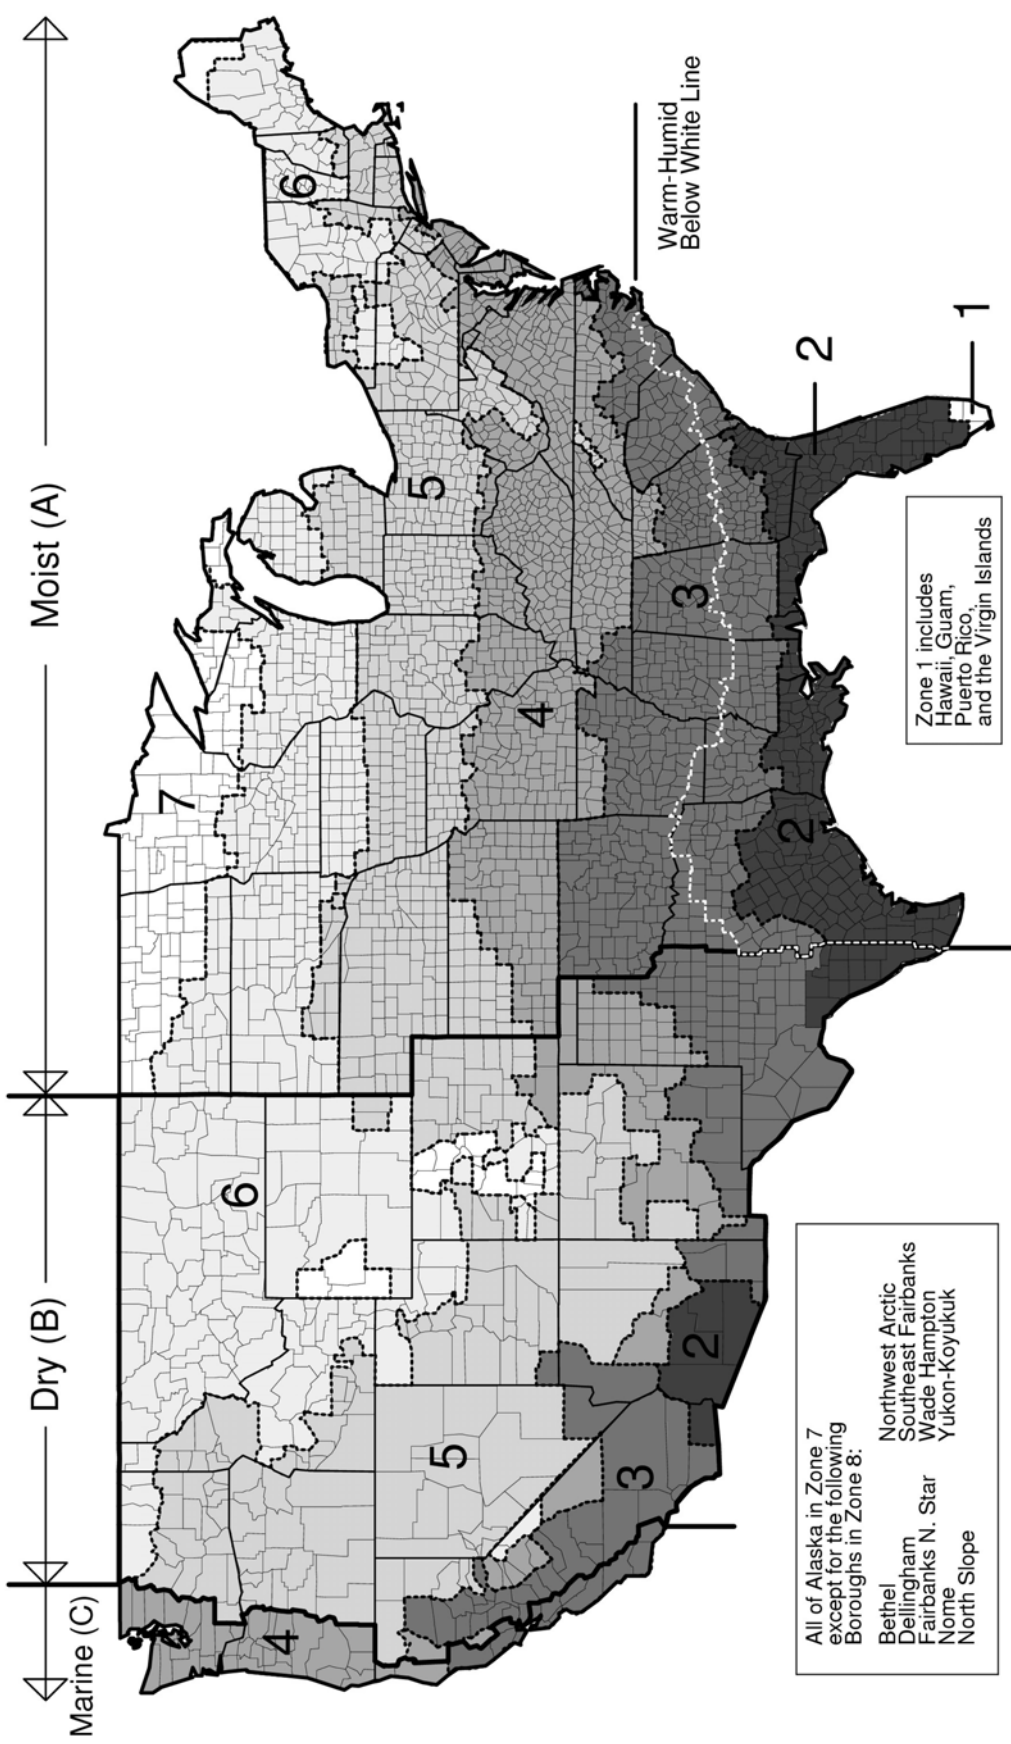 Marine (C)
Dry (B)
Moist (A)
7
6
6
5
5
4
4
3
3
2
2
2
1
Warm-Humid
Below White Line
All of Alaska in Zone 7
except for the following
Boroughs in Zone 8:
Bethel
Dellingham
Fairbanks N. Star
Nome
North Slope
Northwest Arctic
Southeast Fairbanks
Wade Hampton
Yukon-Koyukuk
Zone 1 includes
Hawaii, Guam,
Puerto Rico,
and the Virgin Islands